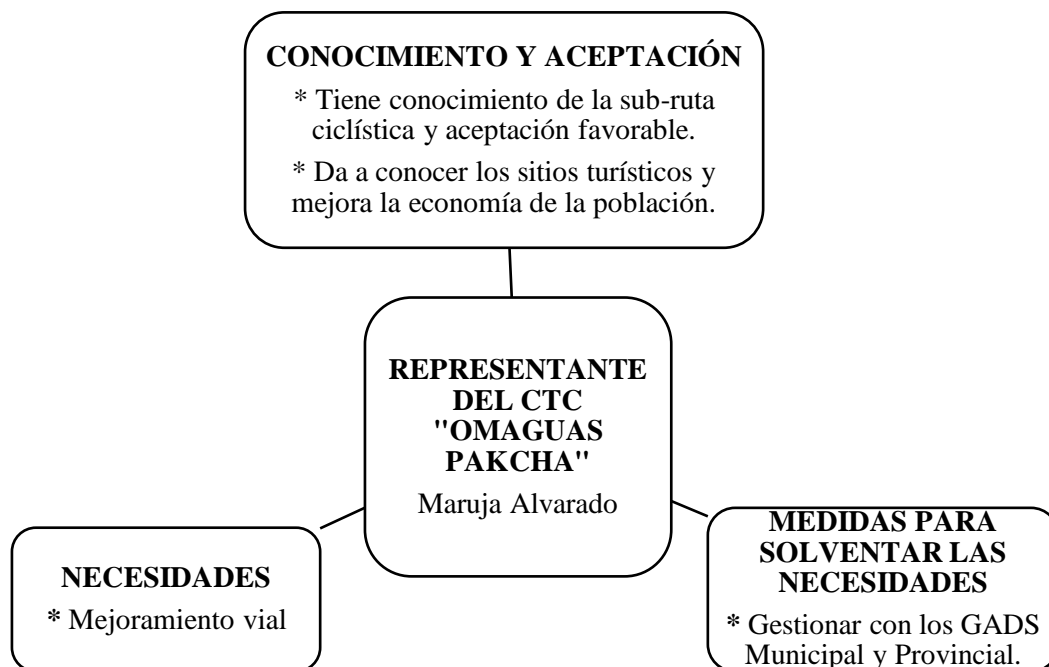 CONOCIMIENTO Y ACEPTACIÓN
* Tiene conocimiento de la sub-ruta
ciclística y aceptación favorable.
* Da a conocer los sitios turísticos y
mejora la economía de la población.
REPRESENTANTE
DEL CTC
"OMAGUAS
PAKCHA"
Maruja Alvarado
NECESIDADES
* Mejoramiento vial
MEDIDAS PARA
SOLVENTAR LAS
NECESIDADES
* Gestionar con los GADS
Municipal y Provincial.